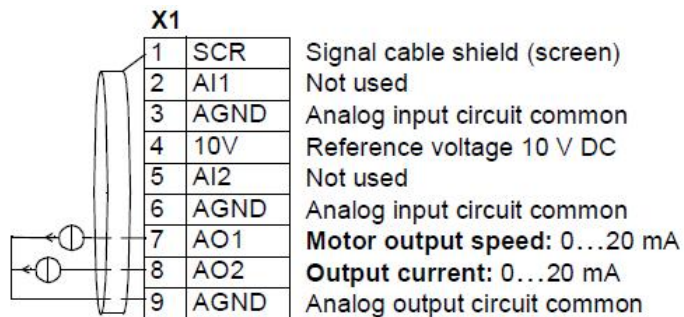 X1
1 SCR Signal cable shield (screen)
2 AI1 Not used
3 AGND Analog input circuit common
4 10V Reference voltage 10 V DC
5 AI2 Not used
6 AGND Analog input circuit common
7 AO1 Motor output speed: 0…20 mA
8 AO2 Output current: 0…20 mA
9 AGND Analog output circuit common